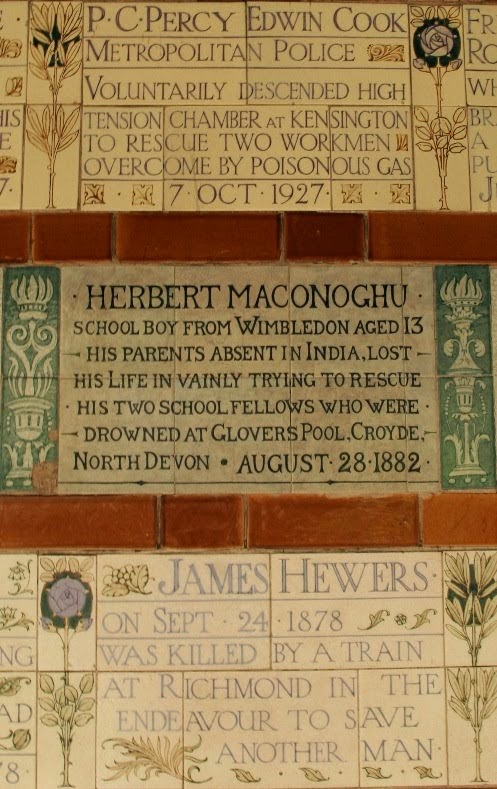 P·C·PERCY EDWIN COOK
METROPOLITAN POLICE
VOLUNTARILY DESCENDED HIGH
TENSION CHAMBER AT KENSINGTON
TO RESCUE TWO WORKMEN
OVERCOME BY POISONOUS GAS
·7·OCT·1927·
·HERBERT MACONOGHU·
SCHOOL BOY FROM WIMBLEDON AGED 13
HIS PARENTS ABSENT IN INDIA, LOST
HIS LIFE IN VAINLY TRYING TO RESCUE
·HIS TWO SCHOOL FELLOWS WHO WERE·
DROWNED AT GLOVERS POOL, CROYDE,
NORTH DEVON • AUGUST·28·1882·
JAMES HEWERS·
ON SEPT·24·1878
WAS KILLED BY A TRAIN
AT RICHMOND IN THE
ENDEAVOUR TO SAVE
ANOTHER MAN·